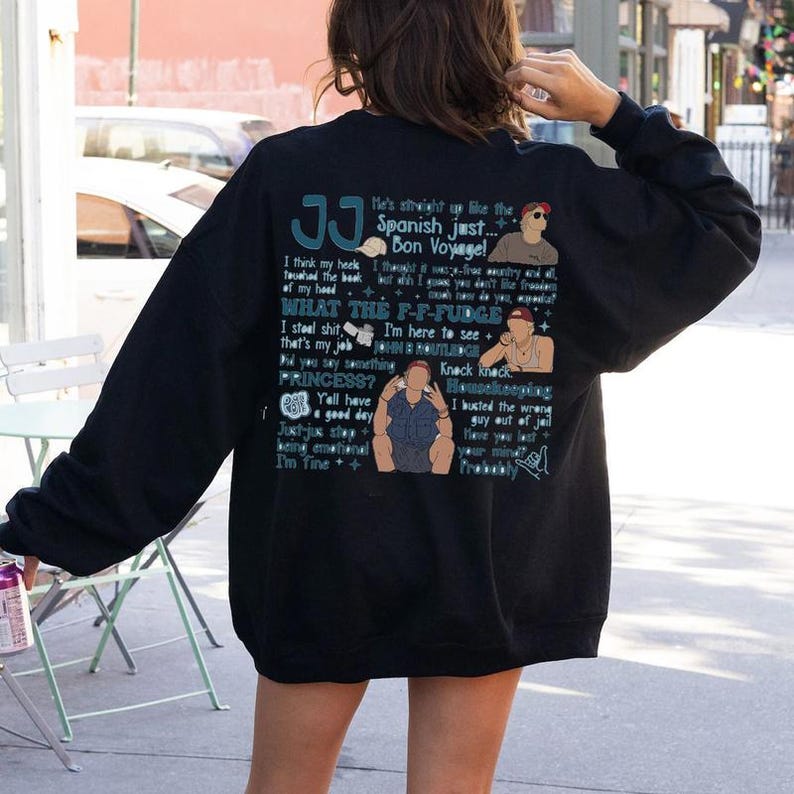 JJ
He's straight up like the
Spanish just...
Bon Voyage!
I think my heek
touched the back
of my head
I thought it was a-free country and all,
but ahh I guess you don't like freedom
much now do you, cupcake?
WHAT THE F-F-FUDGE
I steal shit
that's my job
I'm here to see
JOHN B ROUTLEDGE
Did you say something
PRINCESS?
Knock knock.
Housekeeping
Y'all have
a good day
I busted the wrong
guy out of jail
Just-jus stop
being emotional
I'm fine
Have you lost
your mind?
Probably